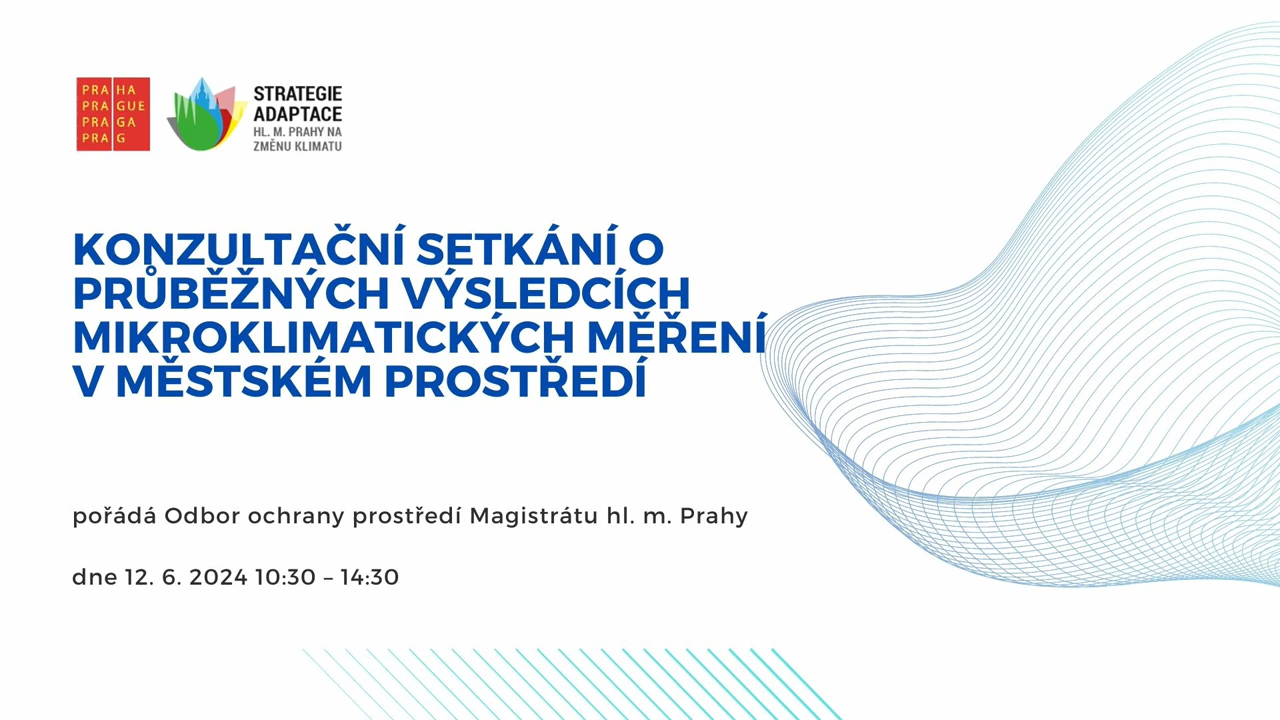 PRA HA
PRA GUE
PRA GA
PRA G
STRATEGIE
ADAPTACE
HL. M. PRAHY NA
ZMĚNU KLIMATU
KONZULTAČNÍ SETKÁNÍ O
PRŮBĚŽNÝCH VÝSLEDCÍCH
MIKROKLIMATICKÝCH MĚŘENÍ
V MĚSTSKÉM PROSTŘEDÍ
pořádá Odbor ochrany prostředí Magistrátu hl. m. Prahy
dne 12. 6. 2024 10:30 – 14:30